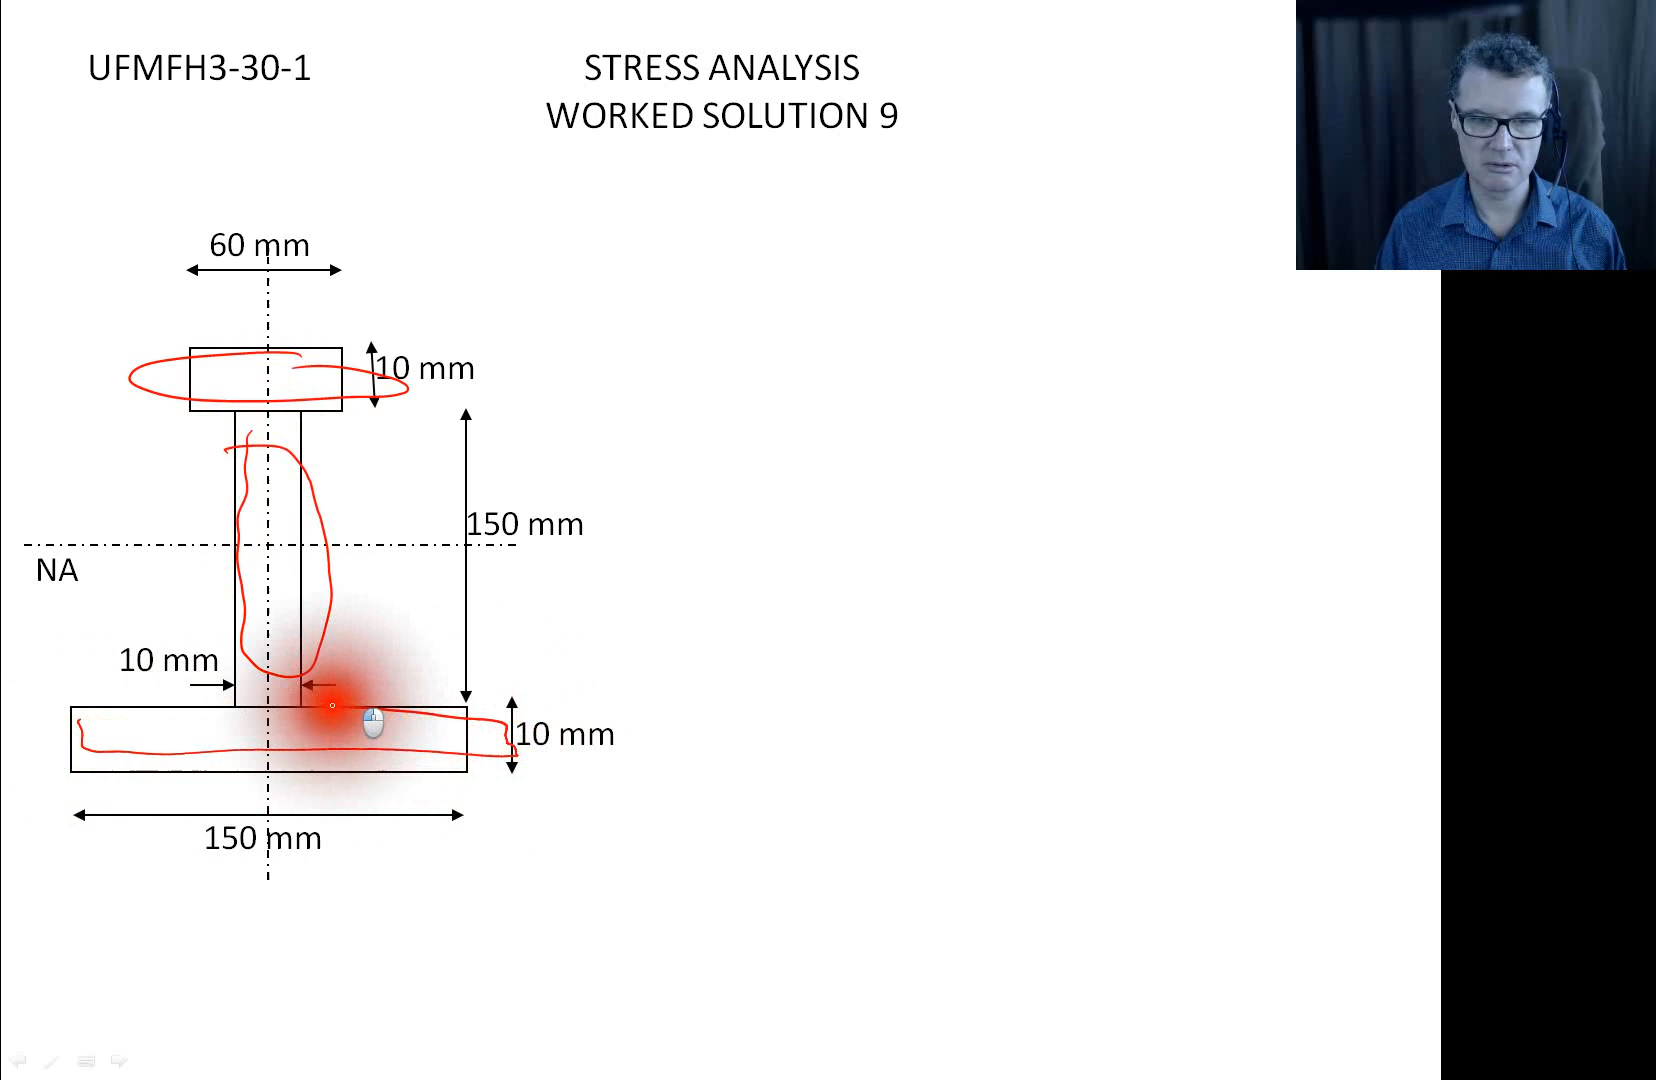 UFMFH3-30-1
STRESS ANALYSIS
WORKED SOLUTION 9
60 mm
10 mm
150 mm
NA
10 mm
10 mm
150 mm